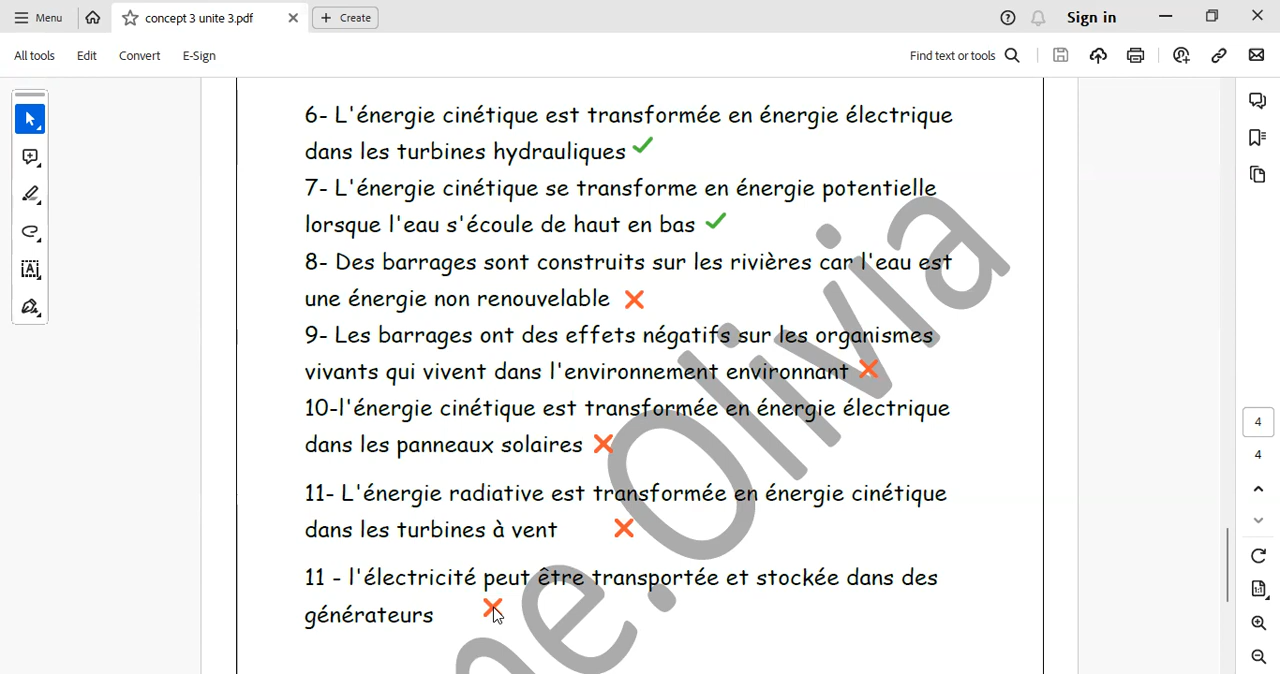 Menu
concept 3 unite 3.pdf
Create
Sign in
All tools
Edit
Convert
E-Sign
Find text or tools
6- L'énergie cinétique est transformée en énergie électrique
dans les turbines hydrauliques
7- L'énergie cinétique se transforme en énergie potentielle
lorsque l'eau s'écoule de haut en bas
8- Des barrages sont construits sur les rivières car l'eau est
une énergie non renouvelable
9- Les barrages ont des effets négatifs sur les organismes
vivants qui vivent dans l'environnement environnant
10-l'énergie cinétique est transformée en énergie électrique
dans les panneaux solaires
11- L'énergie radiative est transformée en énergie cinétique
dans les turbines à vent
11 - l'électricité peut être transportée et stockée dans des
générateurs
ne.Olivia
4
4